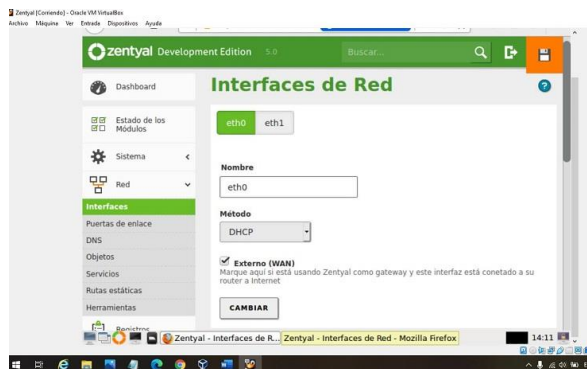 Zentyal [Corriendo] - Oracle VM VirtualBox
Archivo Máquina Ver Entrada Dispositivos Ayuda
zentyal Development Edition 5.0
Buscar...
Dashboard
Estado de los
Módulos
Sistema
Red
Interfaces
Puertas de enlace
DNS
Objetos
Servicios
Rutas estáticas
Herramientas
Registros
Interfaces de Red
eth0 eth1
Nombre
eth0
Método
DHCP
Externo (WAN)
Marque aquí si está usando Zentyal como gateway y este interfaz está conetado a su
router a Internet
CAMBIAR
Zentyal - Interfaces de R...
Zentyal - Interfaces de Red - Mozilla Firefox
14:11